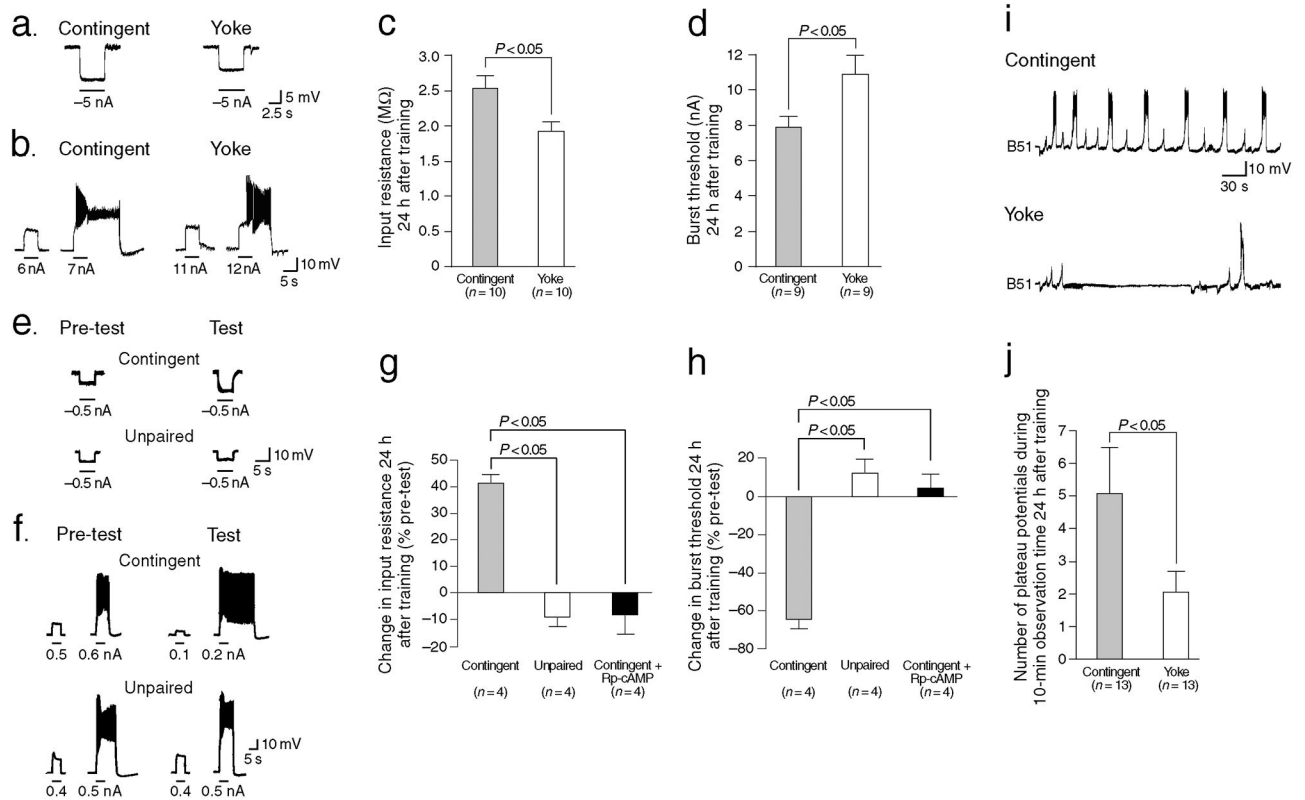 a.
Contingent
Yoke
−5 nA
−5 nA
5 mV
2.5 s
b.
Contingent
Yoke
6 nA
7 nA
11 nA
12 nA
10 mV
5 s
c
P < 0.05
Input resistance (MΩ)
24 h after training
3.0
2.5
2.0
1.5
1.0
0.5
0
Contingent
(n = 10)
Yoke
(n = 10)
d
P < 0.05
Burst threshold (nA)
24 h after training
12
10
8
6
4
2
0
Contingent
(n = 9)
Yoke
(n = 9)
i
Contingent
B51
10 mV
30 s
Yoke
B51
e.
Pre-test
Test
Contingent
−0.5 nA
−0.5 nA
Unpaired
−0.5 nA
−0.5 nA
10 mV
5 s
f.
Pre-test
Test
Contingent
0.5
0.6 nA
0.1
0.2 nA
Unpaired
10 mV
5 s
0.4
0.5 nA
0.4
0.5 nA
g
P < 0.05
P < 0.05
Change in input resistance 24 h
after training (% pre-test)
50
40
30
20
10
0
−10
−20
Contingent
(n = 4)
Unpaired
(n = 4)
Contingent +
Rp-cAMP
(n = 4)
h
P < 0.05
P < 0.05
Change in burst threshold 24 h
after training (% pre-test)
20
0
−20
−40
−60
−80
Contingent
(n = 4)
Unpaired
(n = 4)
Contingent +
Rp-cAMP
(n = 4)
j
P < 0.05
Number of plateau potentials during
10-min observation time 24 h after training
7
6
5
4
3
2
1
0
Contingent
(n = 13)
Yoke
(n = 13)